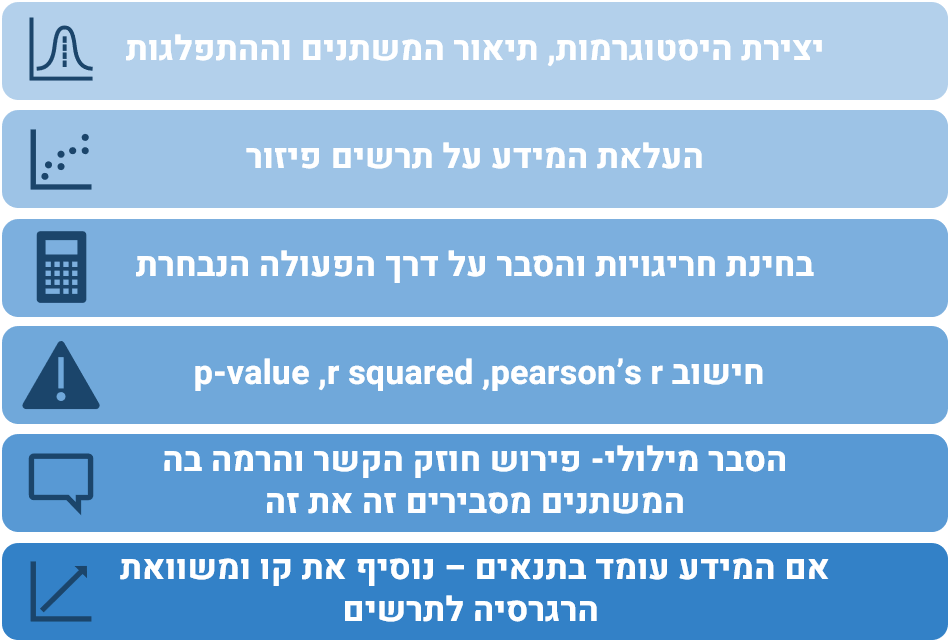 יצירת היסטוגרמות, תיאור המשתנים וההתפלגות
העלאת המידע על תרשים פיזור
בחינת חריגויות והסבר על דרך הפעולה הנבחרת
חישוב p-value ,r squared ,pearson’s r
הסבר מילולי- פירוש חוזק הקשר והרמה בה
המשתנים מסבירים זה את זה
אם המידע עומד בתנאים – נוסיף את קו ומשוואת
הרגרסיה לתרשים